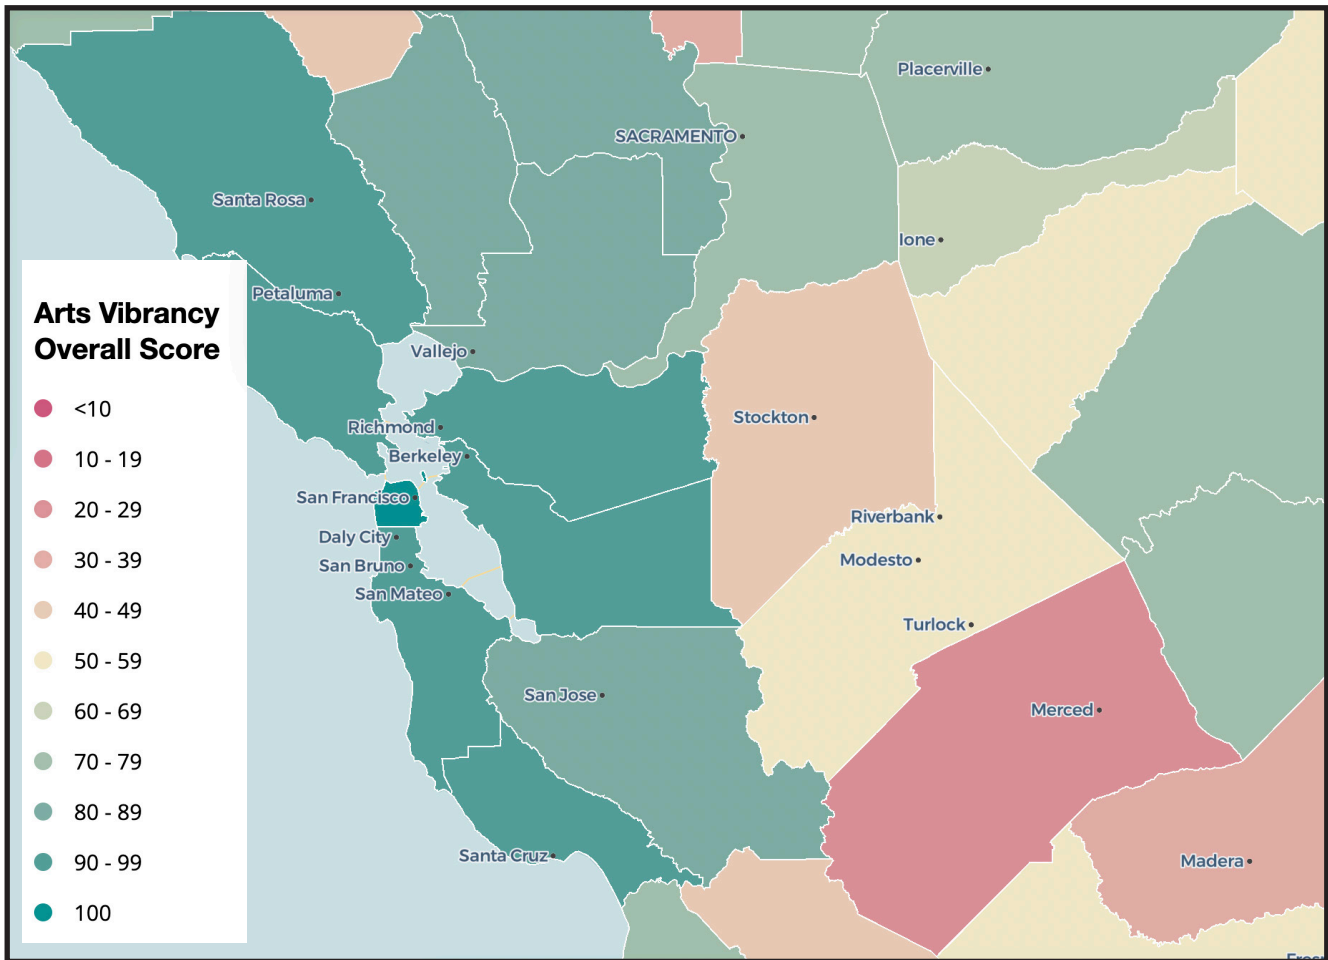 Placerville
SACRAMENTO
Santa Rosa
Ione
Petaluma
Arts Vibrancy
Overall Score
<10
10 - 19
20 - 29
30 - 39
40 - 49
50 - 59
60 - 69
70 - 79
80 - 89
90 - 99
100
Vallejo
Stockton
Richmond
Berkeley
San Francisco
Riverbank
Daly City
Modesto
San Bruno
San Mateo
Turlock
San Jose
Merced
Santa Cruz
Madera